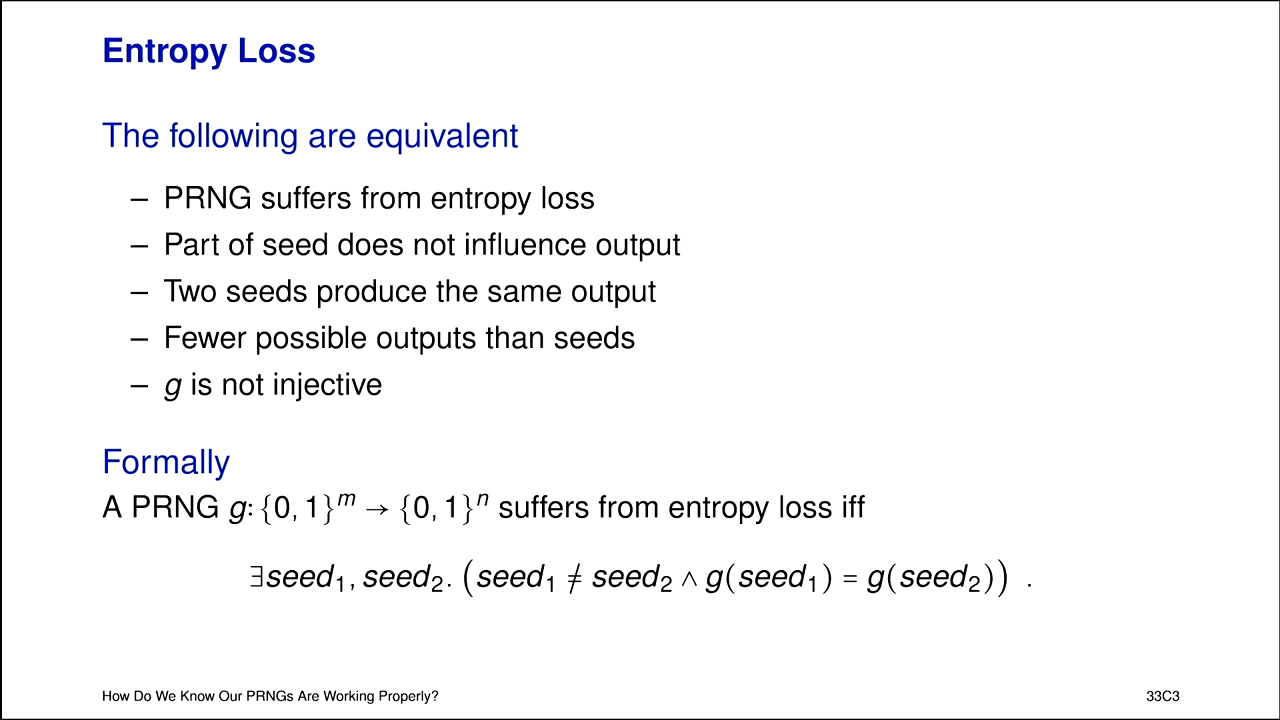 Entropy Loss
The following are equivalent
– PRNG suffers from entropy loss
– Part of seed does not influence output
– Two seeds produce the same output
– Fewer possible outputs than seeds
– g is not injective
Formally
A PRNG g: {0, 1}^m → {0, 1}^n suffers from entropy loss iff
∃seed₁, seed₂. (seed₁ ≠ seed₂ ∧ g(seed₁) = g(seed₂)) .
How Do We Know Our PRNGs Are Working Properly?
33C3